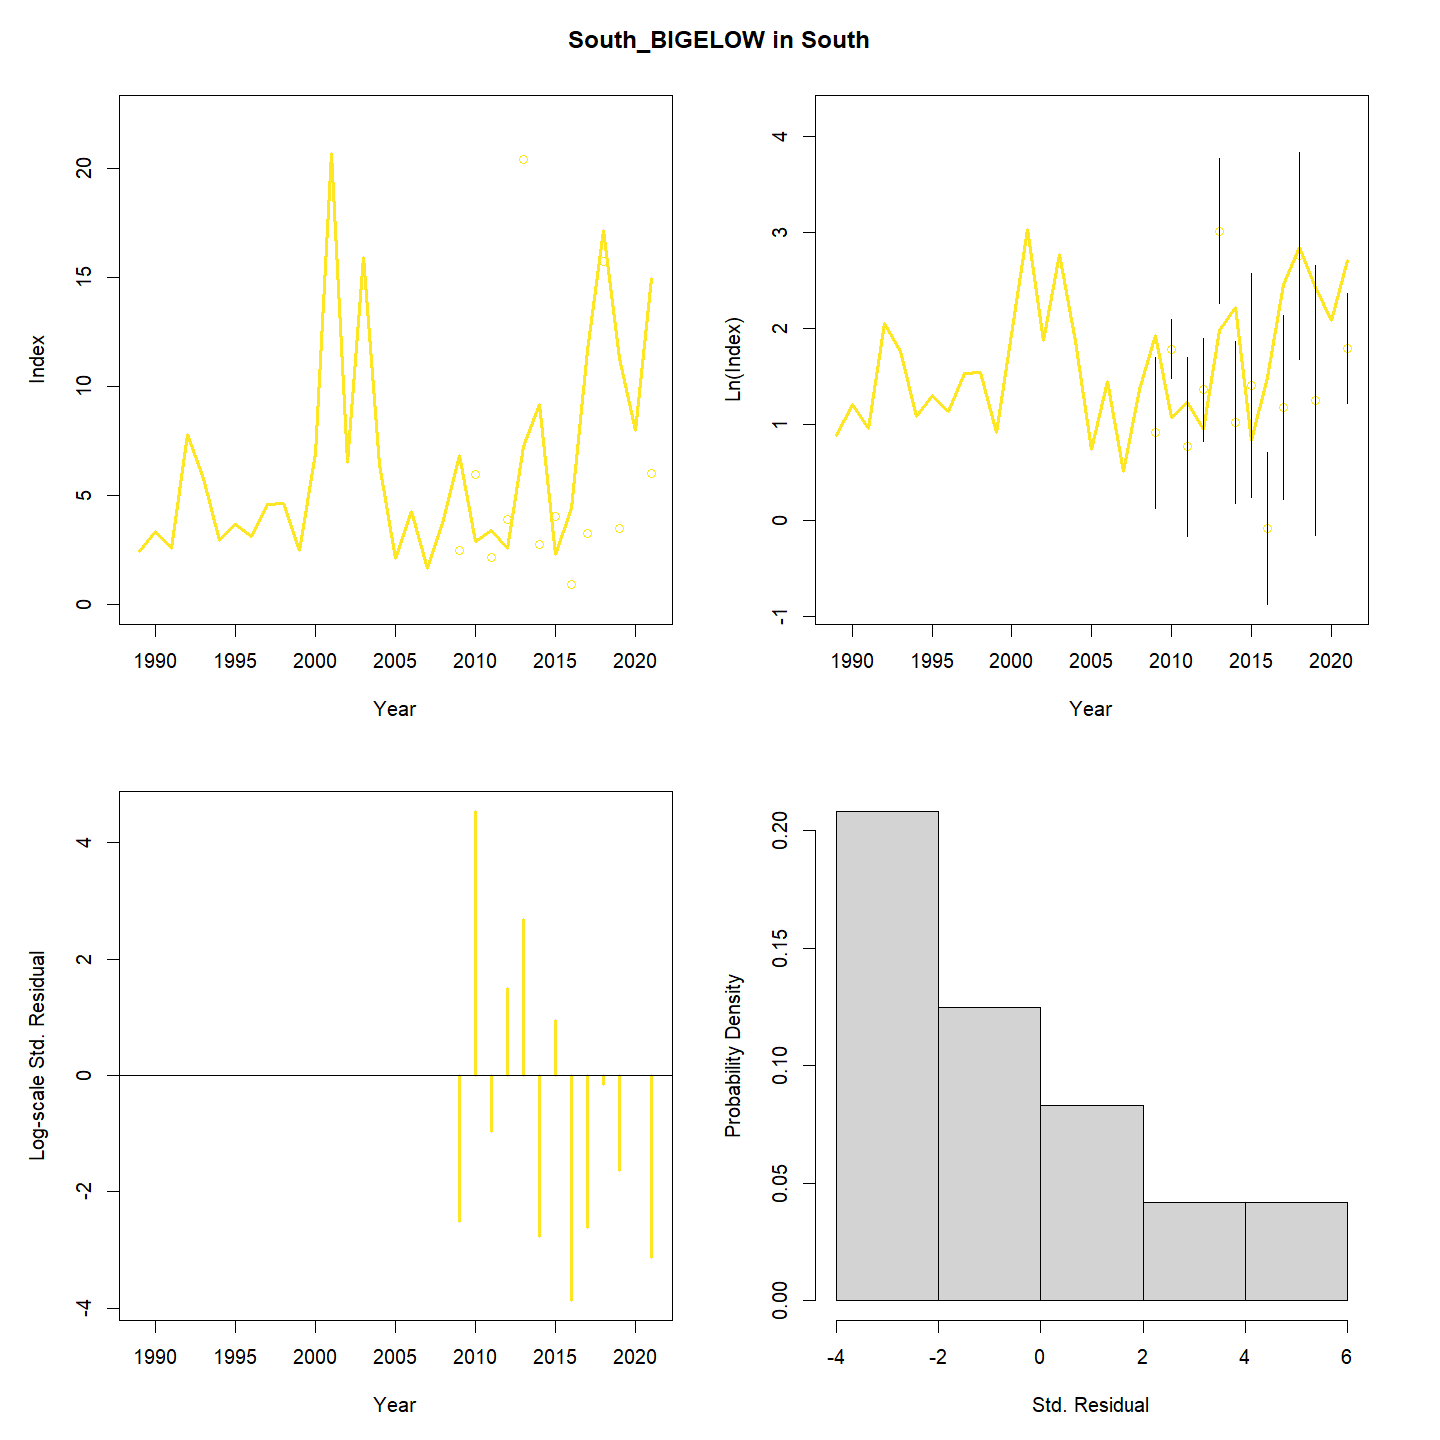 South_BIGELOW in South
Index
0 5 10 15 20
1990 1995 2000 2005 2010 2015 2020
Year
Ln(Index)
-1 0 1 2 3 4
1990 1995 2000 2005 2010 2015 2020
Year
Log-scale Std. Residual
-4 -2 0 2 4
1990 1995 2000 2005 2010 2015 2020
Year
Probability Density
0.00 0.05 0.10 0.15 0.20
-4 -2 0 2 4 6
Std. Residual